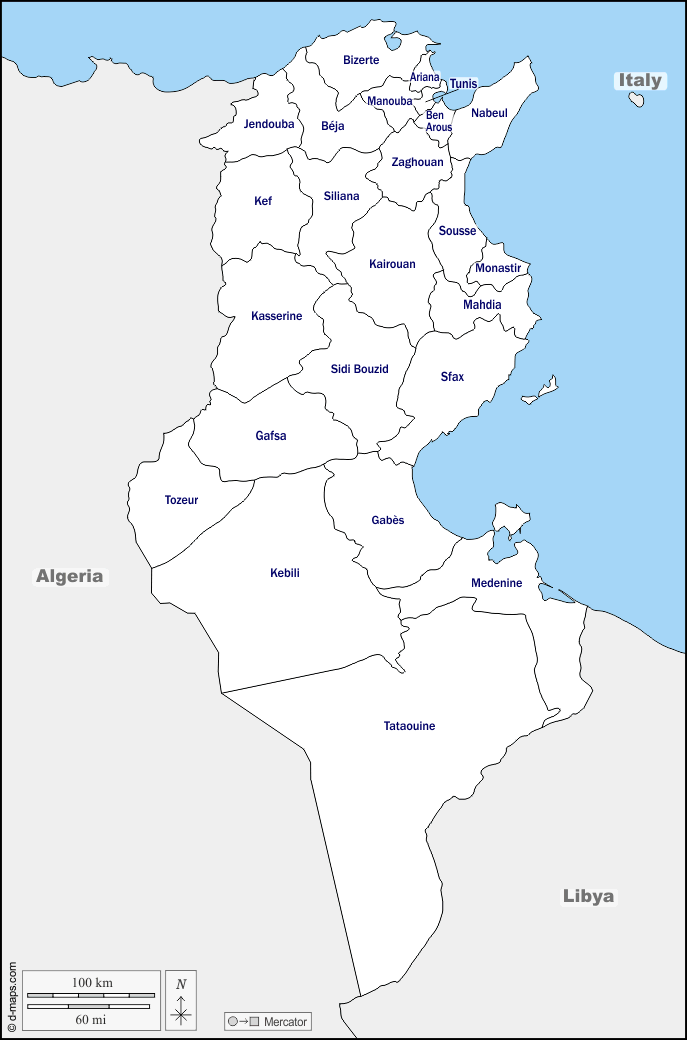 Bizerte
Italy
Ariana
Tunis
Manouba
Nabeul
Ben
Arous
Jendouba
Béja
Zaghouan
Kef
Siliana
Sousse
Kairouan
Monastir
Mahdia
Kasserine
Sidi Bouzid
Sfax
Gafsa
Tozeur
Gabès
Algeria
Kebili
Medenine
Tataouine
Libya
© d-maps.com
100 km
60 mi
N
Mercator